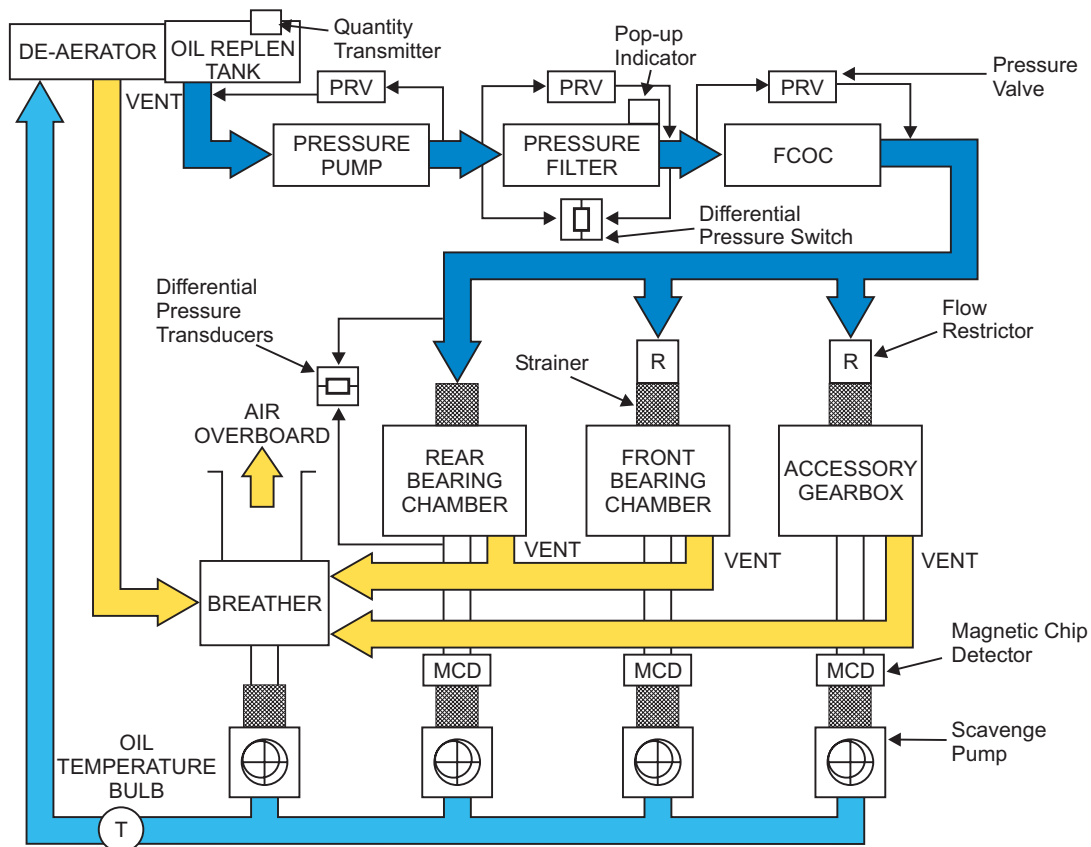 DE-AERATOR
OIL REPLEN
TANK
Quantity
Transmitter
Pop-up
Indicator
Pressure
Valve
VENT
PRV
PRV
PRV
PRESSURE
PUMP
PRESSURE
FILTER
FCOC
Differential
Pressure Switch
Differential
Pressure
Transducers
Flow
Restrictor
Strainer
R
R
AIR
OVERBOARD
REAR
BEARING
CHAMBER
FRONT
BEARING
CHAMBER
ACCESSORY
GEARBOX
VENT
VENT
VENT
BREATHER
Magnetic Chip
Detector
MCD
MCD
MCD
Scavenge
Pump
OIL
TEMPERATURE
BULB
T